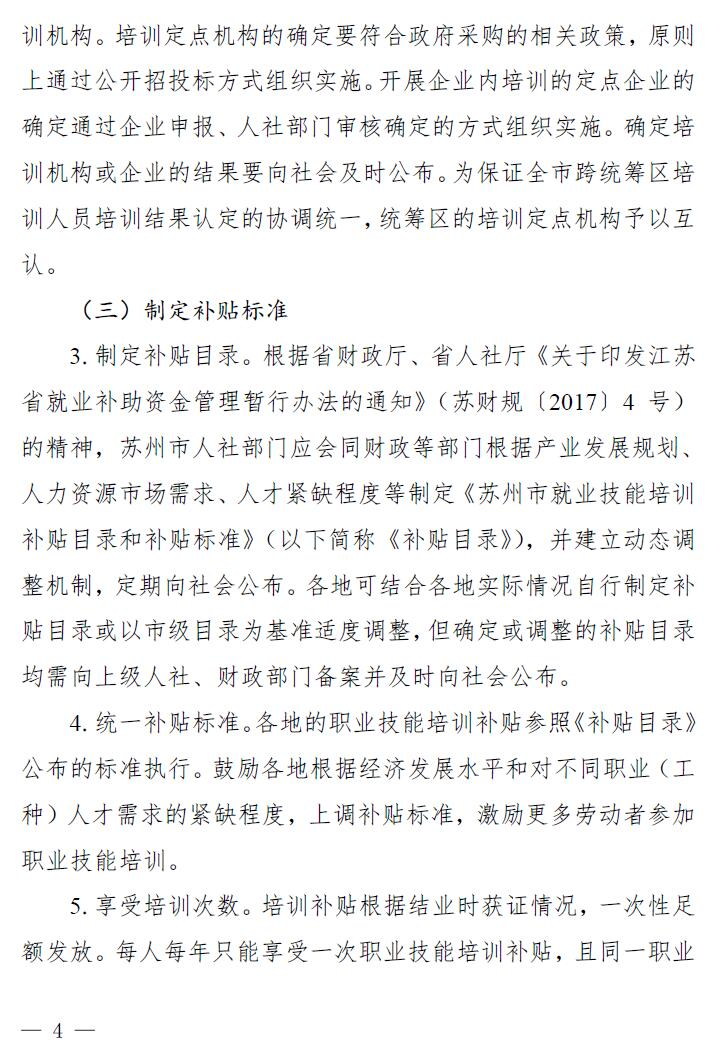 训机构。培训定点机构的确定要符合政府采购的相关政策，原则
上通过公开招投标方式组织实施。开展企业内培训的定点企业的
确定通过企业申报、人社部门审核确定的方式组织实施。确定培
训机构或企业的结果要向社会及时公布。为保证全市跨统筹区培
训人员培训结果认定的协调统一，统筹区的培训定点机构予以互
认。
（三）制定补贴标准
3. 制定补贴目录。根据省财政厅、省人社厅《关于印发江苏
省就业补助资金管理暂行办法的通知》（苏财规〔2017〕4 号）
的精神，苏州市人社部门应会同财政等部门根据产业发展规划、
人力资源市场需求、人才紧缺程度等制定《苏州市就业技能培训
补贴目录和补贴标准》（以下简称《补贴目录》），并建立动态调
整机制，定期向社会公布。各地可结合各地实际情况自行制定补
贴目录或以市级目录为基准适度调整，但确定或调整的补贴目录
均需向上级人社、财政部门备案并及时向社会公布。
4. 统一补贴标准。各地的职业技能培训补贴参照《补贴目录》
公布的标准执行。鼓励各地根据经济发展水平和对不同职业（工
种）人才需求的紧缺程度，上调补贴标准，激励更多劳动者参加
职业技能培训。
5. 享受培训次数。培训补贴根据结业时获证情况，一次性足
额发放。每人每年只能享受一次职业技能培训补贴，且同一职业
— 4 —